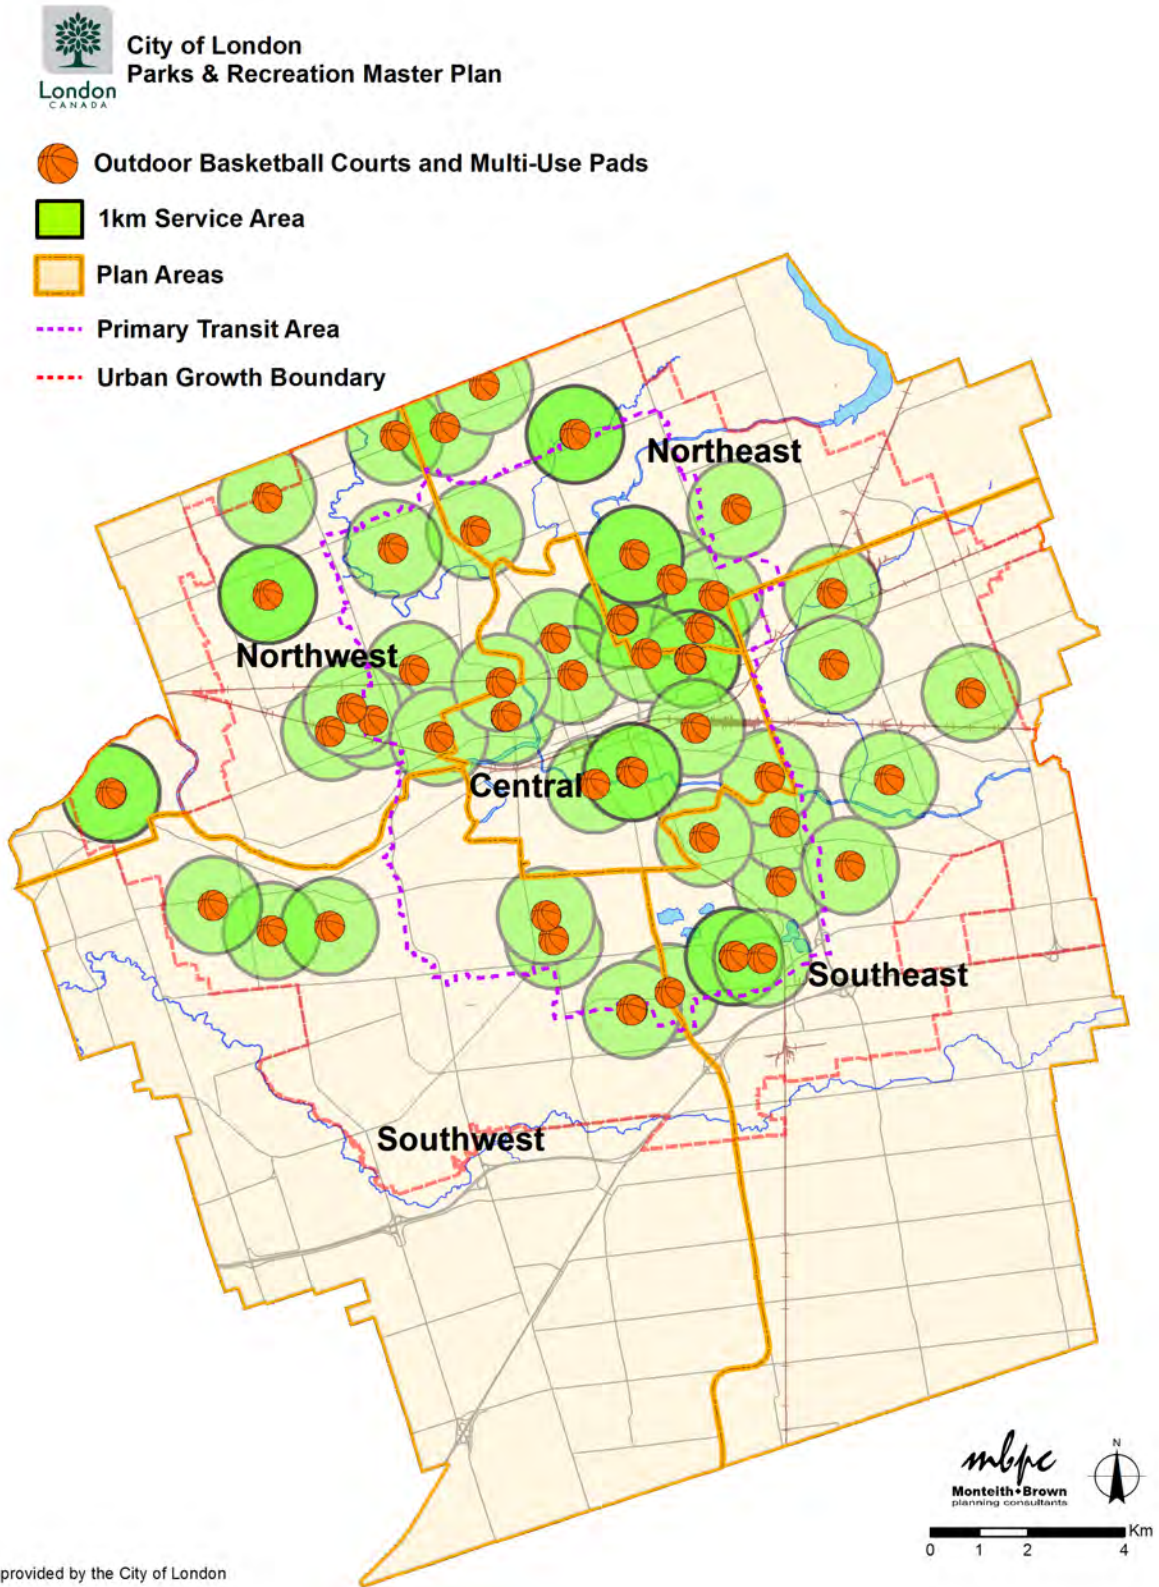 London
CANADA
City of London
Parks & Recreation Master Plan
Outdoor Basketball Courts and Multi-Use Pads
1km Service Area
Plan Areas
Primary Transit Area
Urban Growth Boundary
Northeast
Northwest
Central
Southeast
Southwest
mbpc
Monteith♦Brown
planning consultants
N
Km
0 1 2 4
provided by the City of London